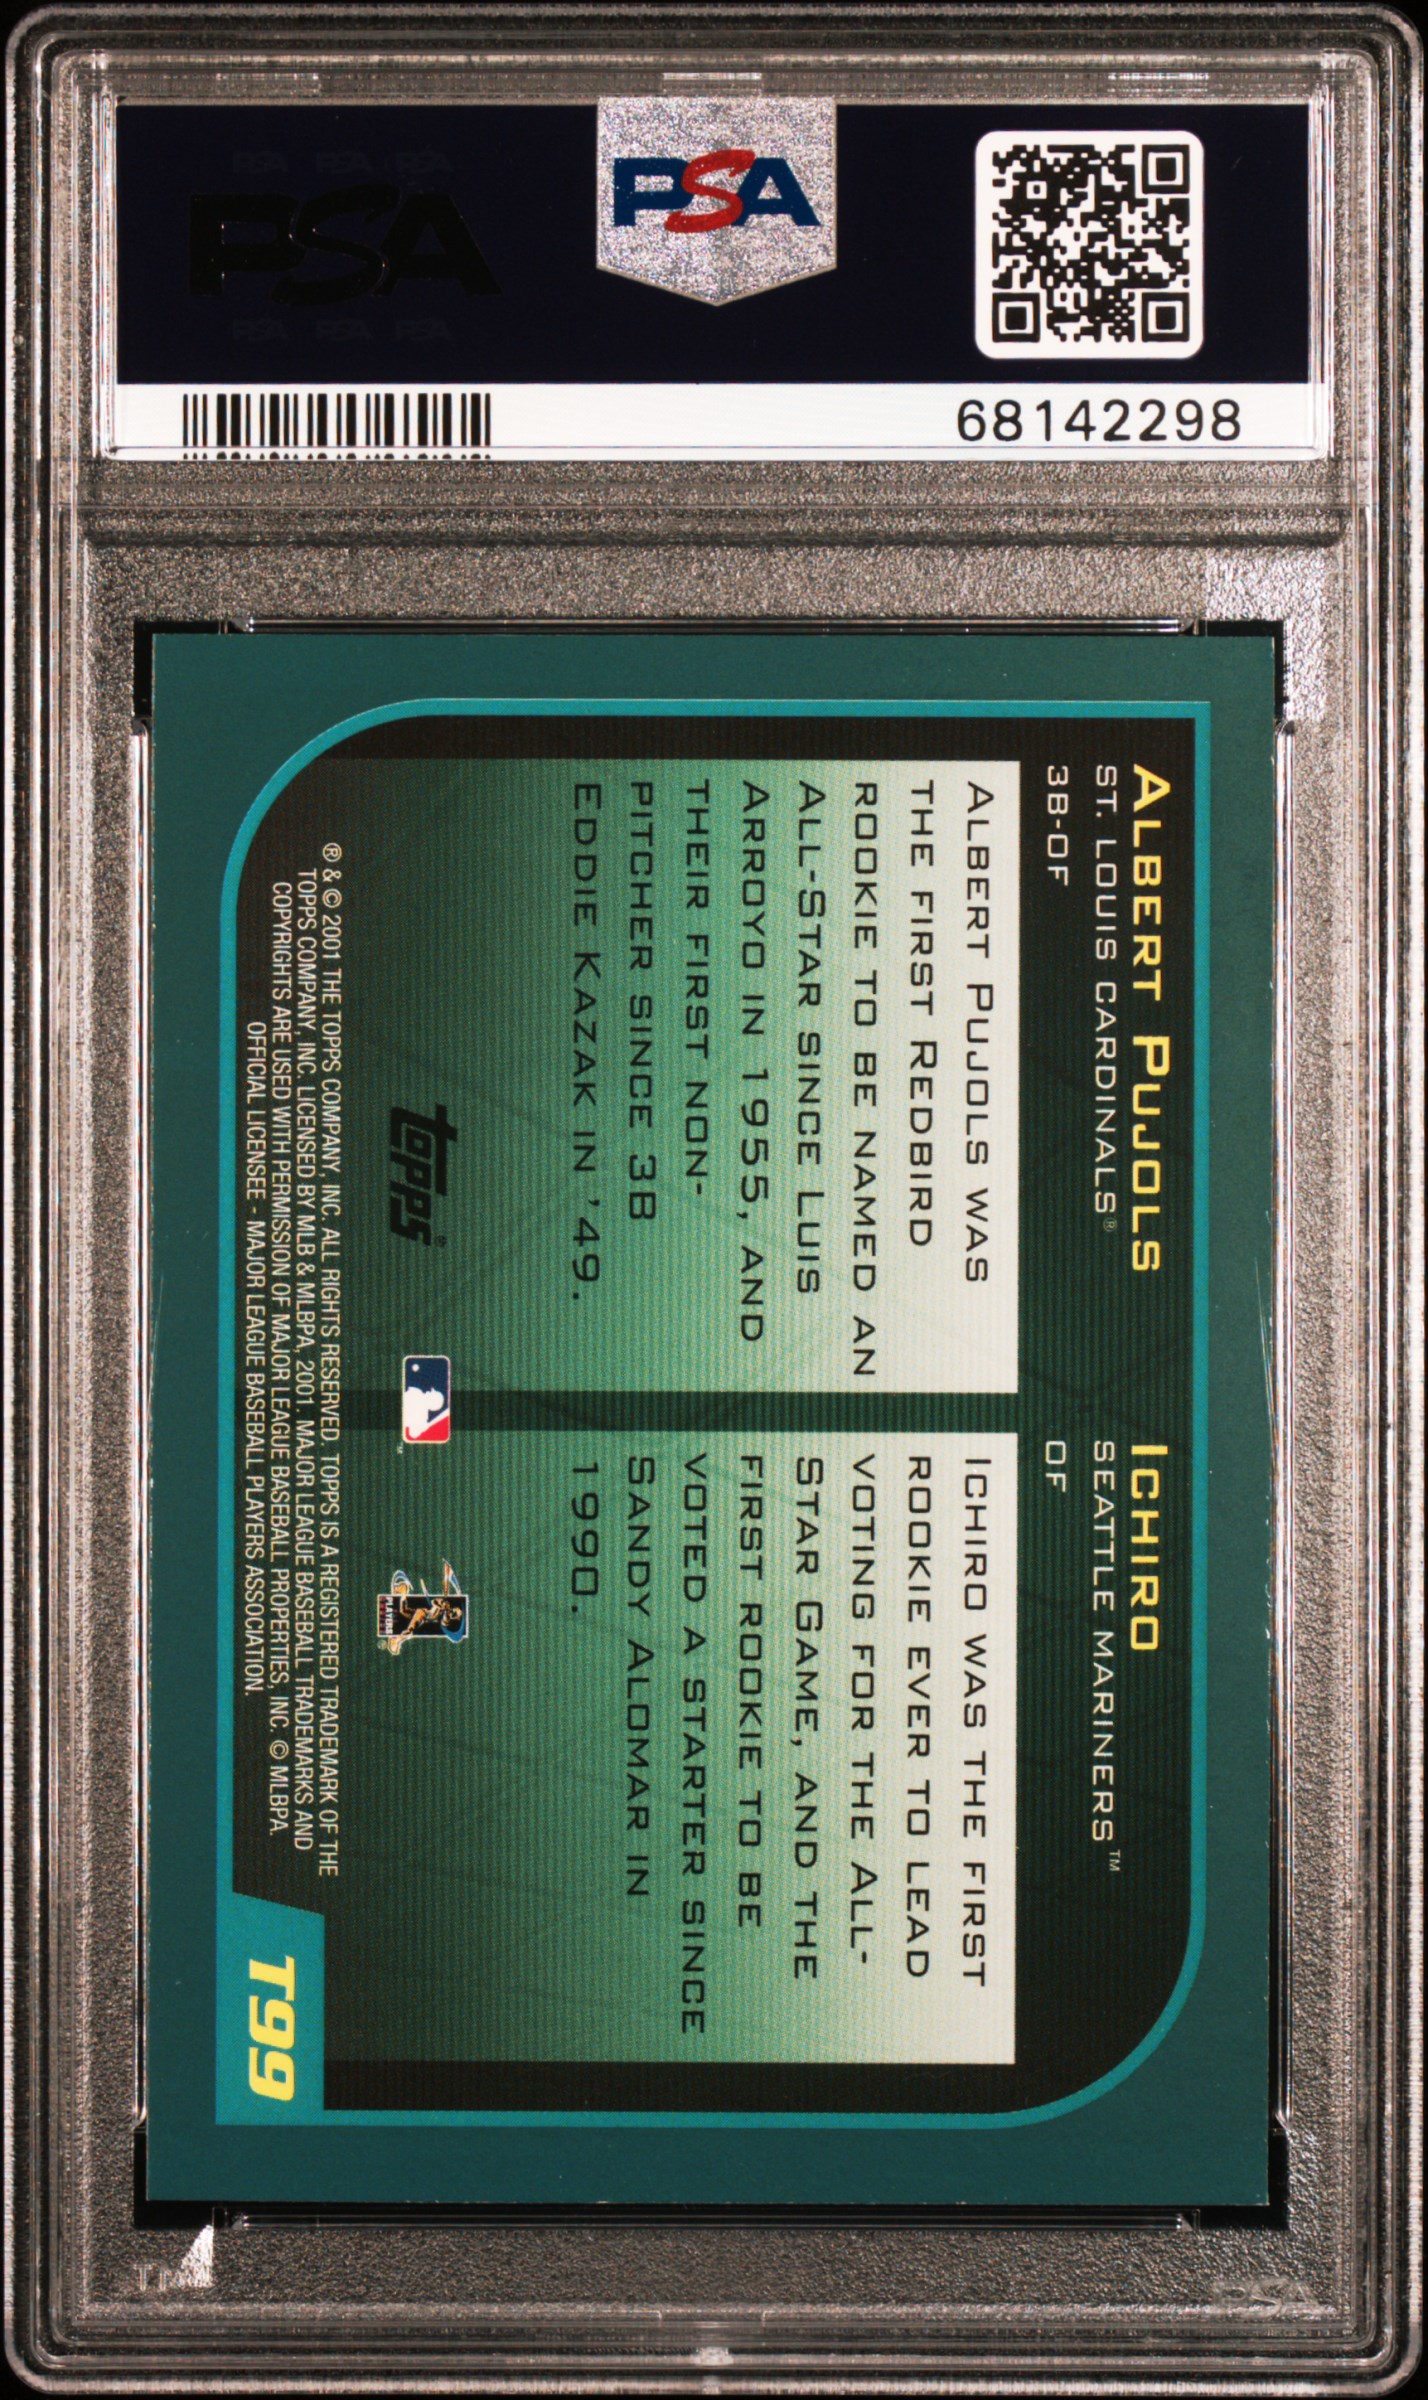 PSA
PSA
68142298
ALBERT PUJOLS
ST. LOUIS CARDINALS®
3B-OF
ALBERT PUJOLS WAS
THE FIRST REDBIRD
ROOKIE TO BE NAMED AN
ALL-STAR SINCE LUIS
ARROYO IN 1955, AND
THEIR FIRST NON-
PITCHER SINCE 3B
EDDIE KAZAK IN '49.
ICHIRO
SEATTLE MARINERS™
OF
ICHIRO WAS THE FIRST
ROOKIE EVER TO LEAD
VOTING FOR THE ALL-
STAR GAME, AND THE
FIRST ROOKIE TO BE
VOTED A STARTER SINCE
SANDY ALOMAR IN
1990.
topps®
® & © 2001 THE TOPPS COMPANY, INC. ALL RIGHTS RESERVED. TOPPS IS A REGISTERED TRADEMARK OF THE
TOPPS COMPANY, INC. LICENSED BY MLB & MLBPA, 2001. MAJOR LEAGUE BASEBALL TRADEMARKS AND
COPYRIGHTS ARE USED WITH PERMISSION OF MAJOR LEAGUE BASEBALL PROPERTIES, INC. © MLBPA.
OFFICIAL LICENSEE - MAJOR LEAGUE BASEBALL PLAYERS ASSOCIATION.
T99
PSA